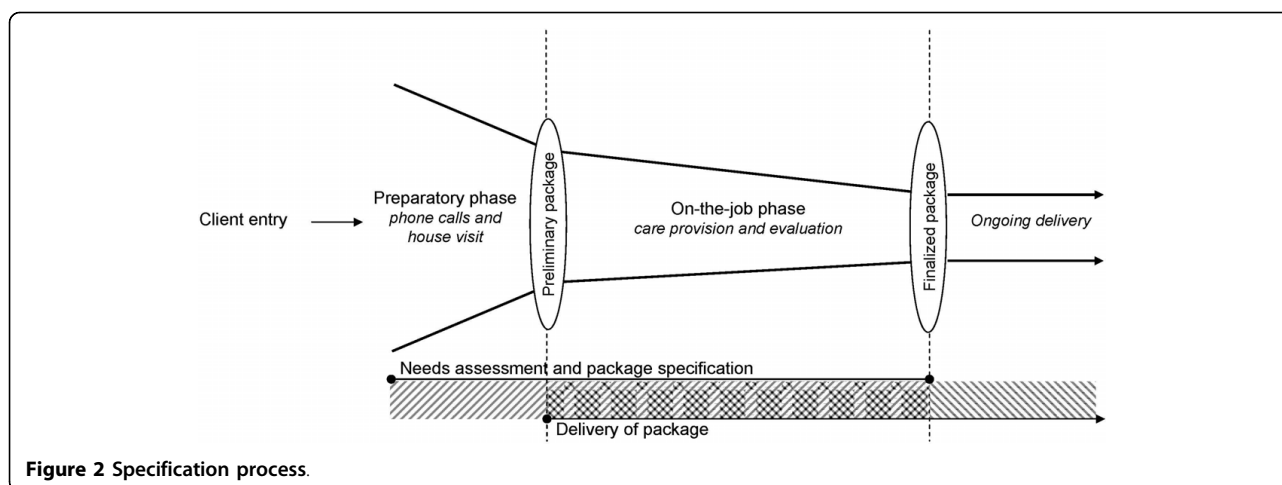 Client entry
Preparatory phase
phone calls and
house visit
Preliminary package
On-the-job phase
care provision and evaluation
Finalized package
Ongoing delivery
Needs assessment and package specification
Delivery of package
Figure 2 Specification process.